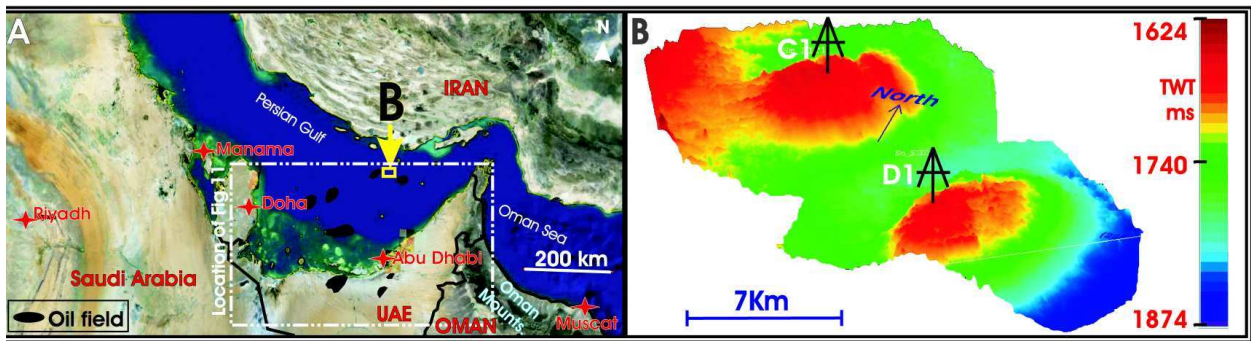 A
N
IRAN
B
Persian Gulf
Manama
Location of Fig.11
Doha
Riyadh
Oman Sea
200 km
Abu Dhabi
Saudi Arabia
UAE
Oman
Mounts.
OMAN
Muscat
Oil field
B
C1
North
D1
7Km
1624
TWT
ms
1740
1874